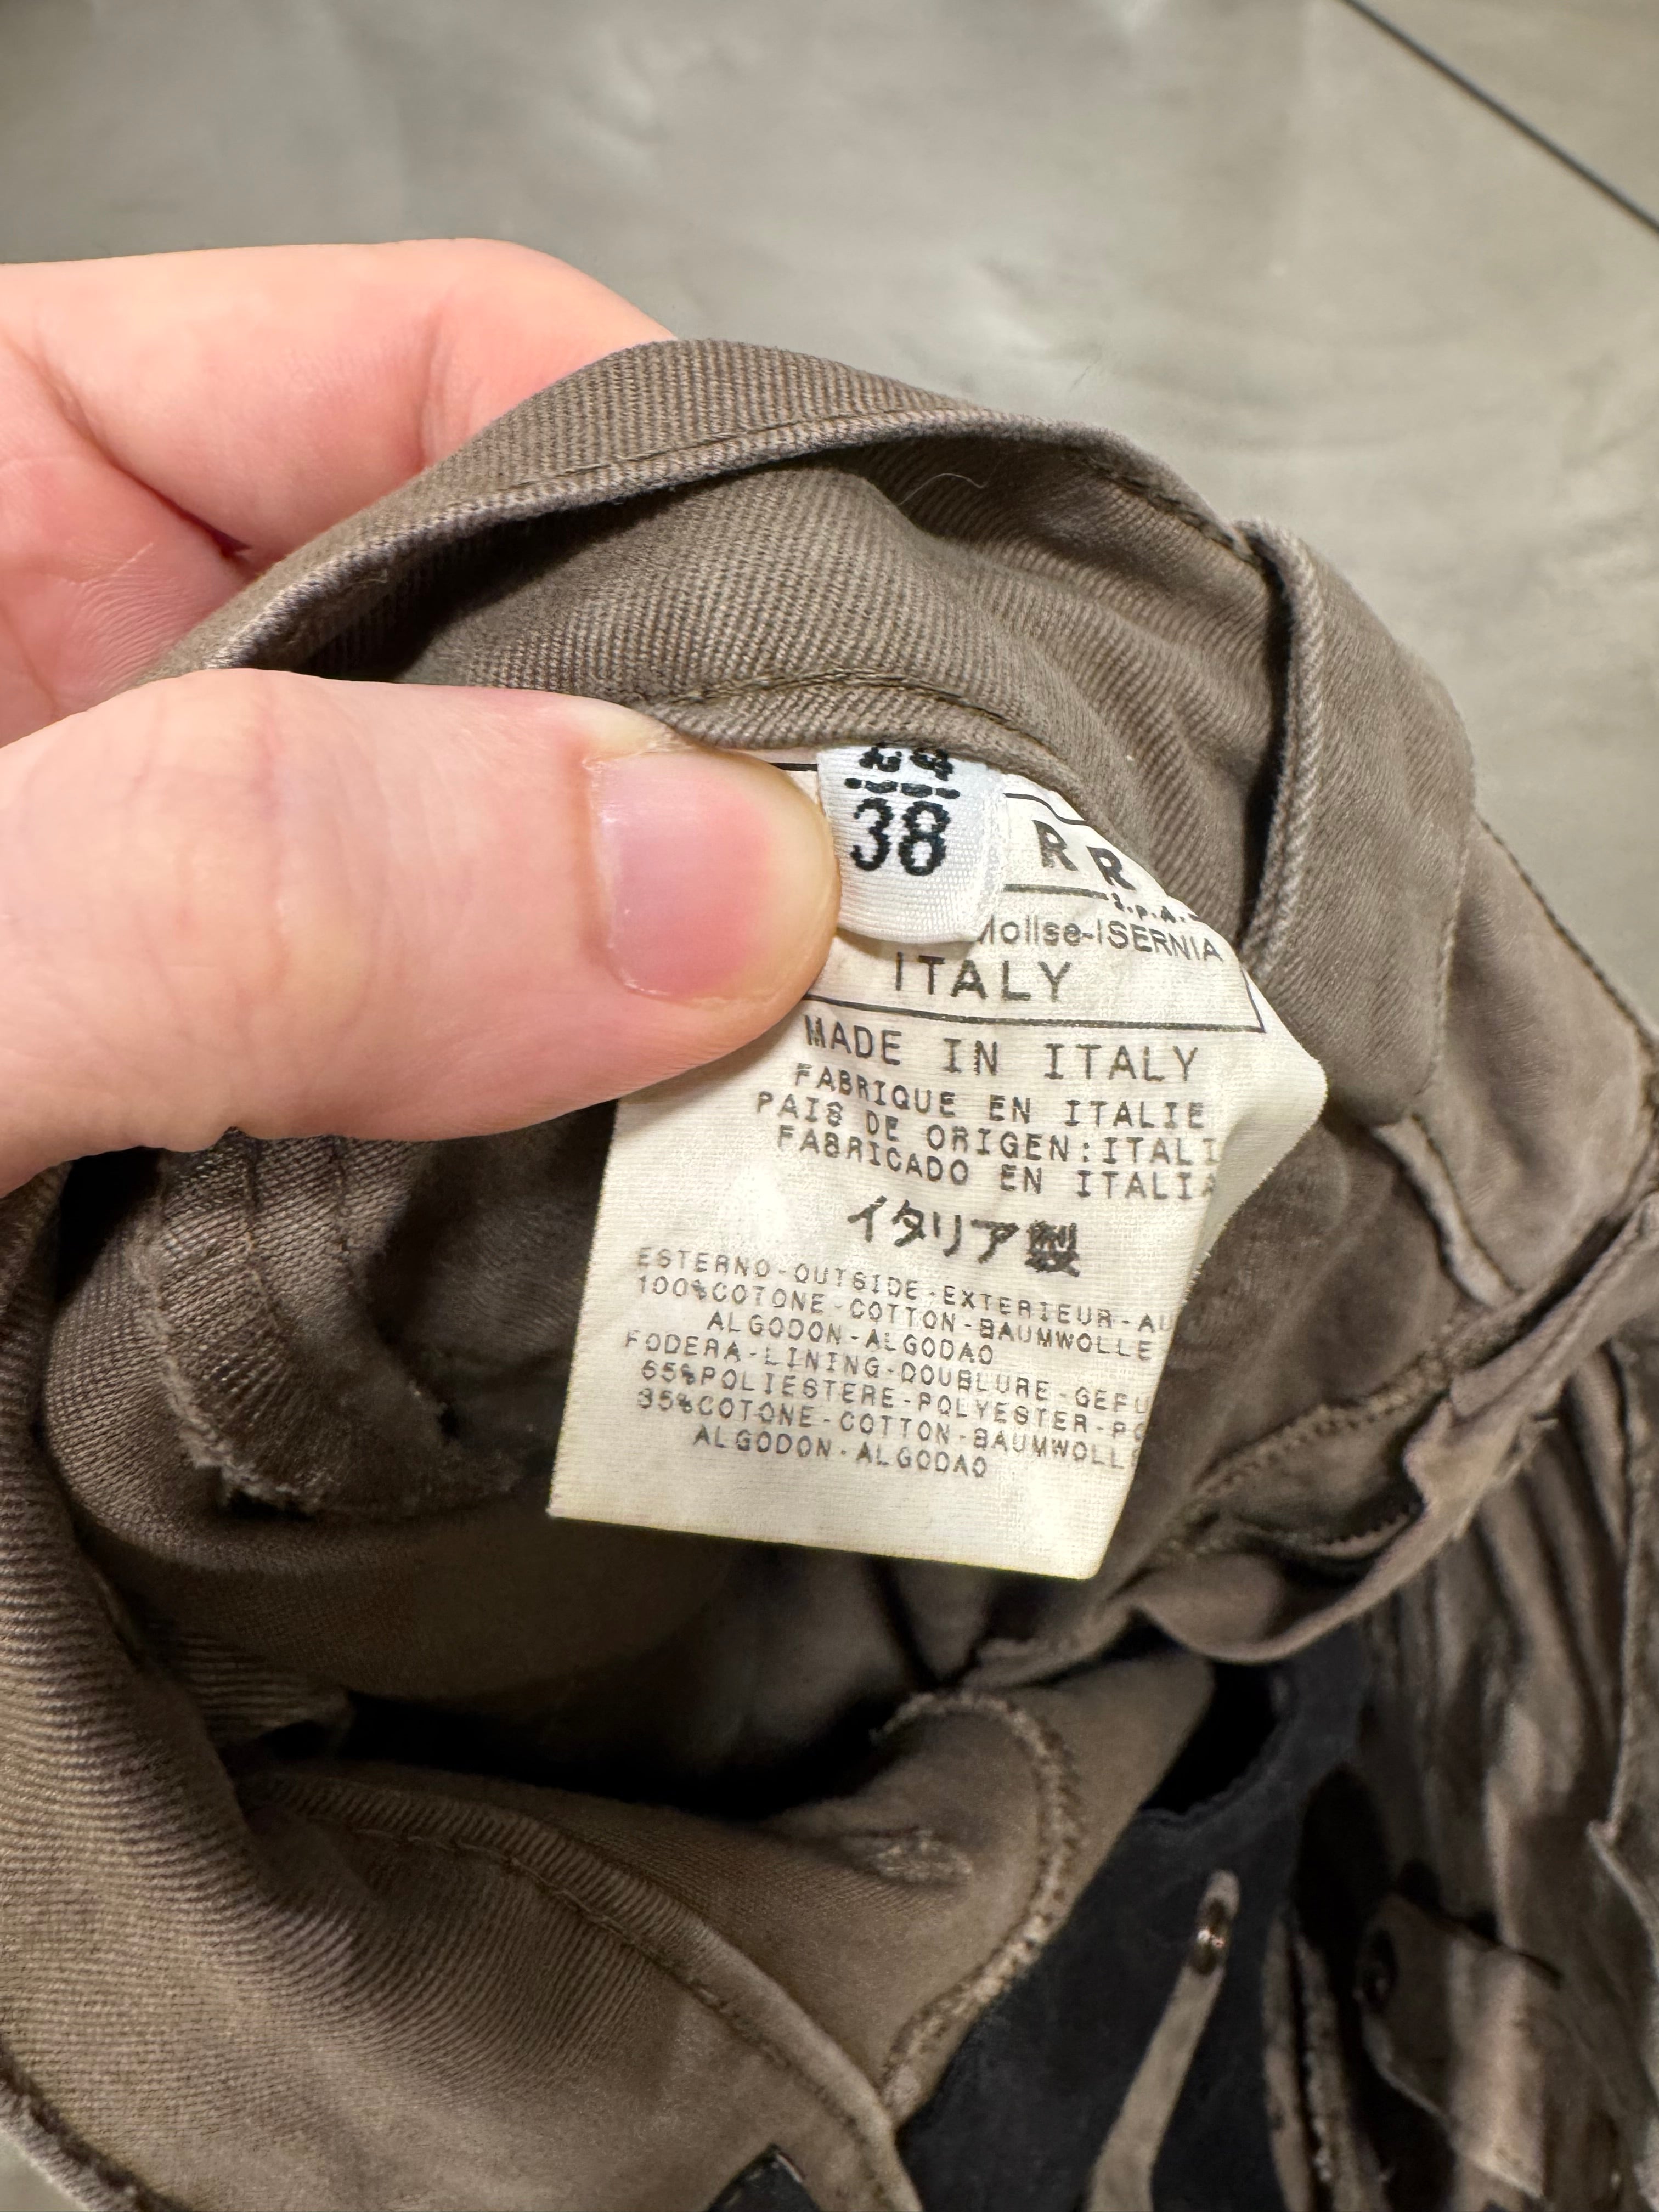 24
38
R R
S.p.A.
Molise-ISERNIA
ITALY
MADE IN ITALY
FABRIQUE EN ITALIE
PAIS DE ORIGEN:ITALI
FABRICADO EN ITALIA
イタリア製
ESTERNO-OUTSIDE-EXTERIEUR-AU
100%COTONE-COTTON-BAUMWOLLE
ALGODON-ALGODAO
FODERA-LINING-DOUBLURE-GEFU
65%POLIESTERE-POLYESTER-PO
35%COTONE-COTTON-BAUMWOLL
ALGODON-ALGODAO